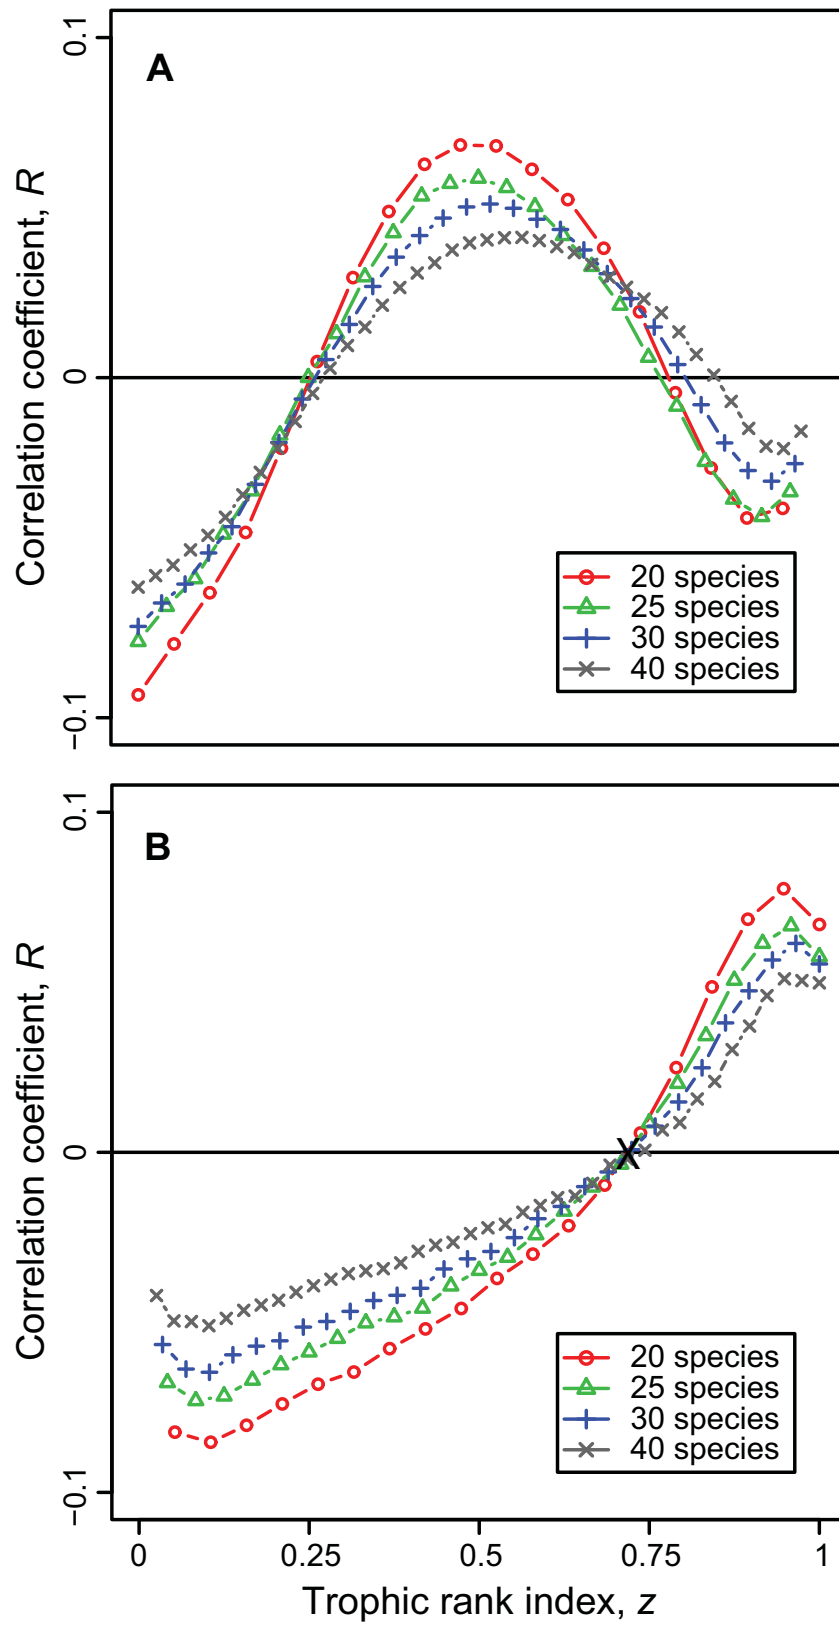 A
0.1
0
−0.1
Correlation coefficient, R
20 species
25 species
30 species
40 species
B
0.1
0
−0.1
Correlation coefficient, R
X
20 species
25 species
30 species
40 species
0 0.25 0.5 0.75 1
Trophic rank index, z